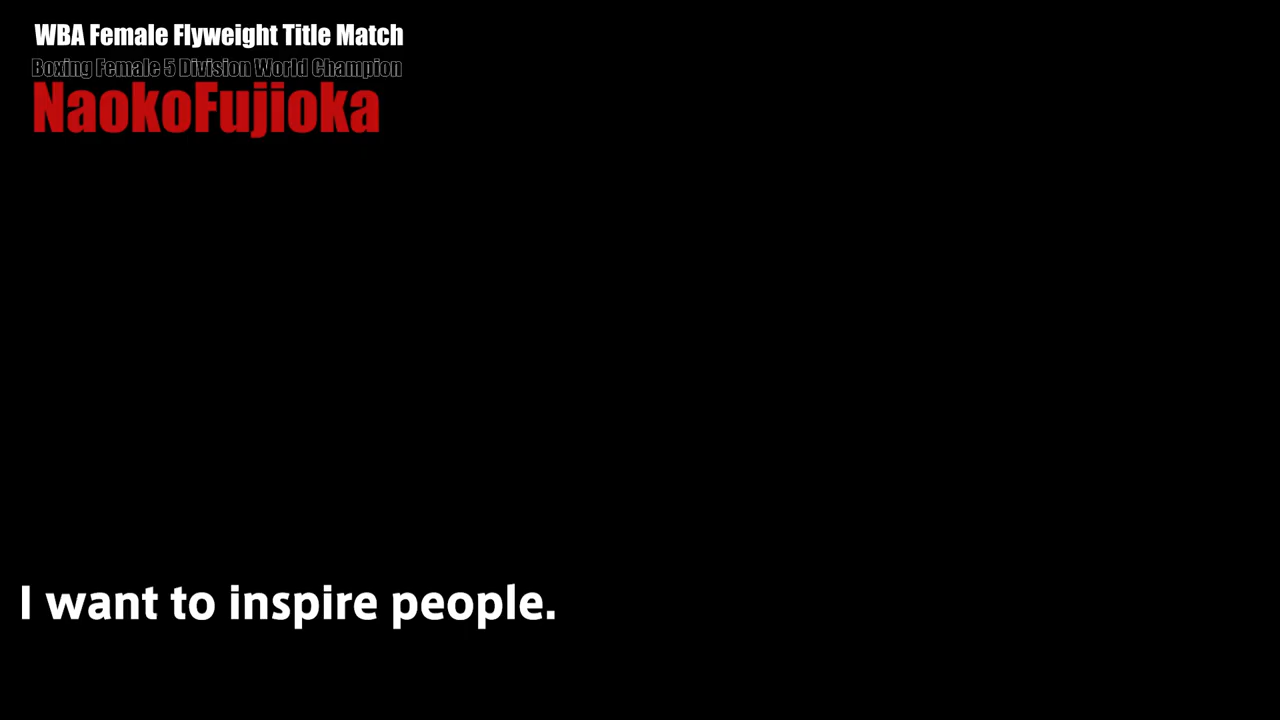 WBA Female Flyweight Title Match
Boxing Female 5 Division World Champion
NaokoFujioka
I want to inspire people.